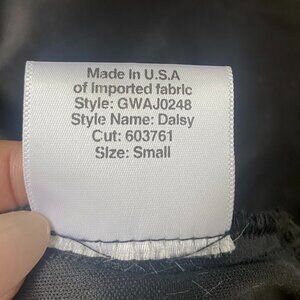 Made In U.S.A
of Imported fabric
Style: GWAJ0248
Style Name: Daisy
Cut: 603761
Size: Small